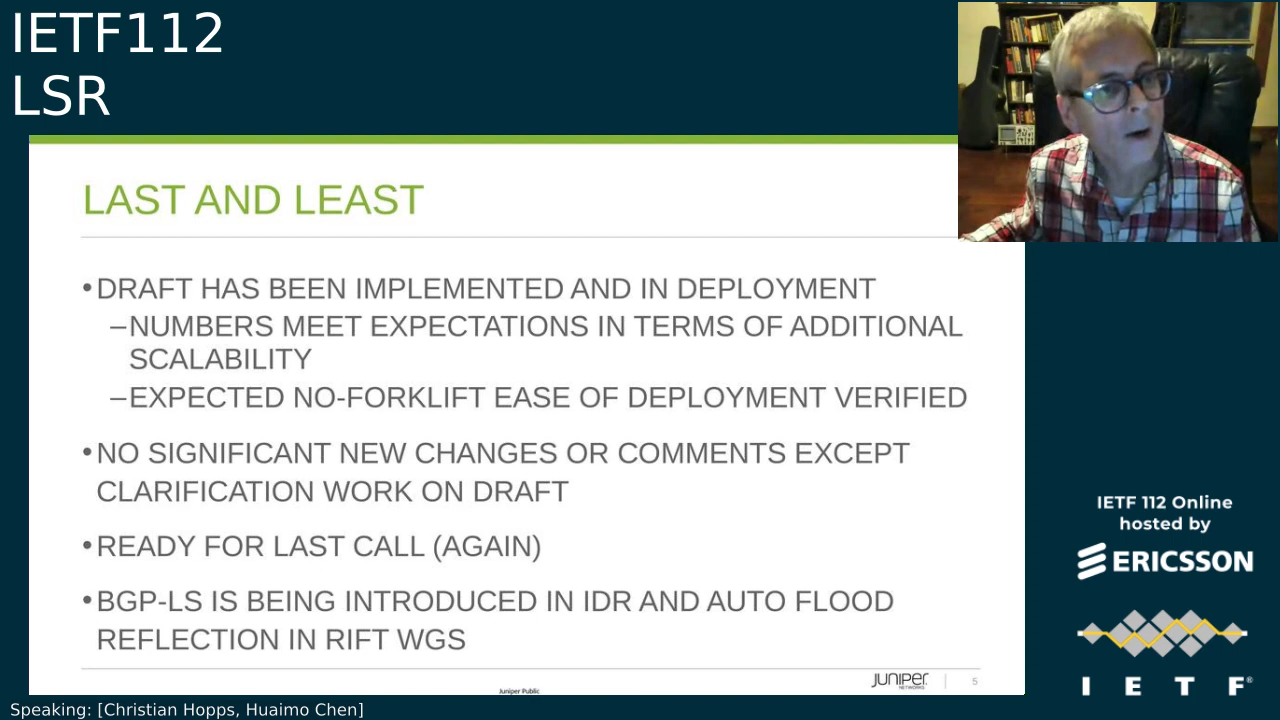 IETF112
LSR
LAST AND LEAST
•DRAFT HAS BEEN IMPLEMENTED AND IN DEPLOYMENT
–NUMBERS MEET EXPECTATIONS IN TERMS OF ADDITIONAL
SCALABILITY
–EXPECTED NO-FORKLIFT EASE OF DEPLOYMENT VERIFIED
•NO SIGNIFICANT NEW CHANGES OR COMMENTS EXCEPT
CLARIFICATION WORK ON DRAFT
•READY FOR LAST CALL (AGAIN)
•BGP-LS IS BEING INTRODUCED IN IDR AND AUTO FLOOD
REFLECTION IN RIFT WGS
JUNIPER
NETWORKS
5
Juniper Public
IETF 112 Online
hosted by
ERICSSON
IETF®
Speaking: [Christian Hopps, Huaimo Chen]